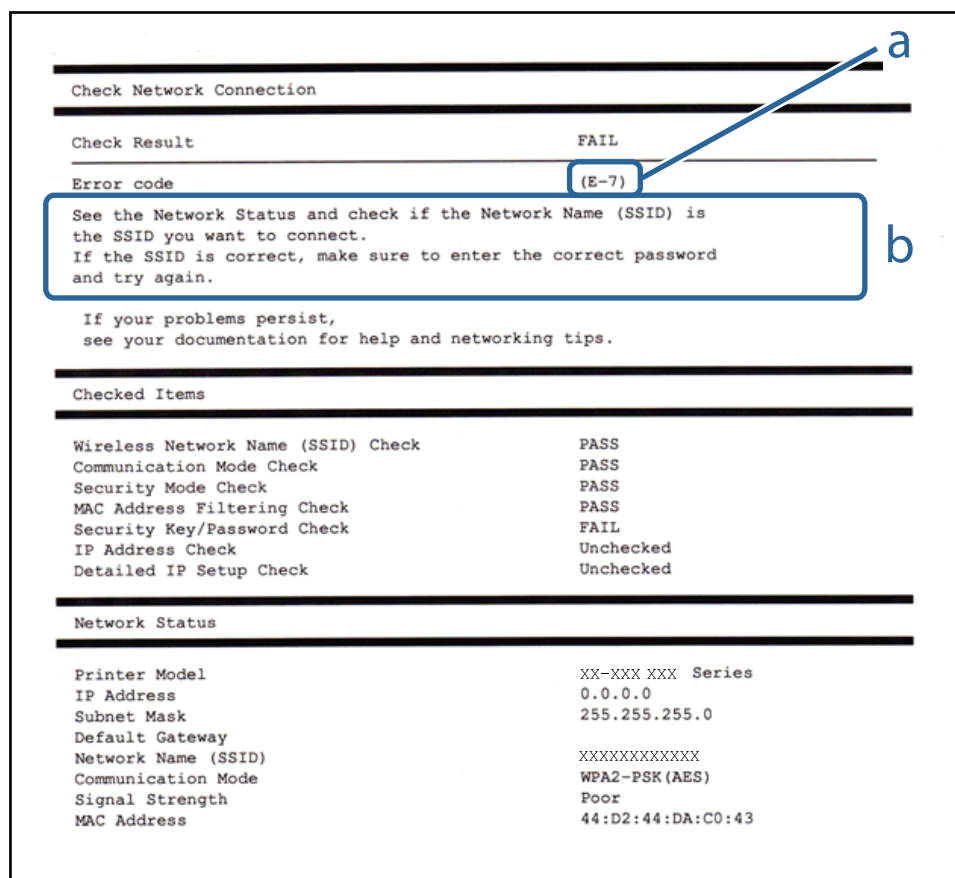 a
Check Network Connection
Check Result FAIL
Error code (E-7)
See the Network Status and check if the Network Name (SSID) is
the SSID you want to connect.
If the SSID is correct, make sure to enter the correct password
and try again.
b
If your problems persist,
see your documentation for help and networking tips.
Checked Items
Wireless Network Name (SSID) Check PASS
Communication Mode Check PASS
Security Mode Check PASS
MAC Address Filtering Check PASS
Security Key/Password Check FAIL
IP Address Check Unchecked
Detailed IP Setup Check Unchecked
Network Status
Printer Model XX-XXX XXX Series
IP Address 0.0.0.0
Subnet Mask 255.255.255.0
Default Gateway
Network Name (SSID) XXXXXXXXXXXX
Communication Mode WPA2-PSK(AES)
Signal Strength Poor
MAC Address 44:D2:44:DA:C0:43